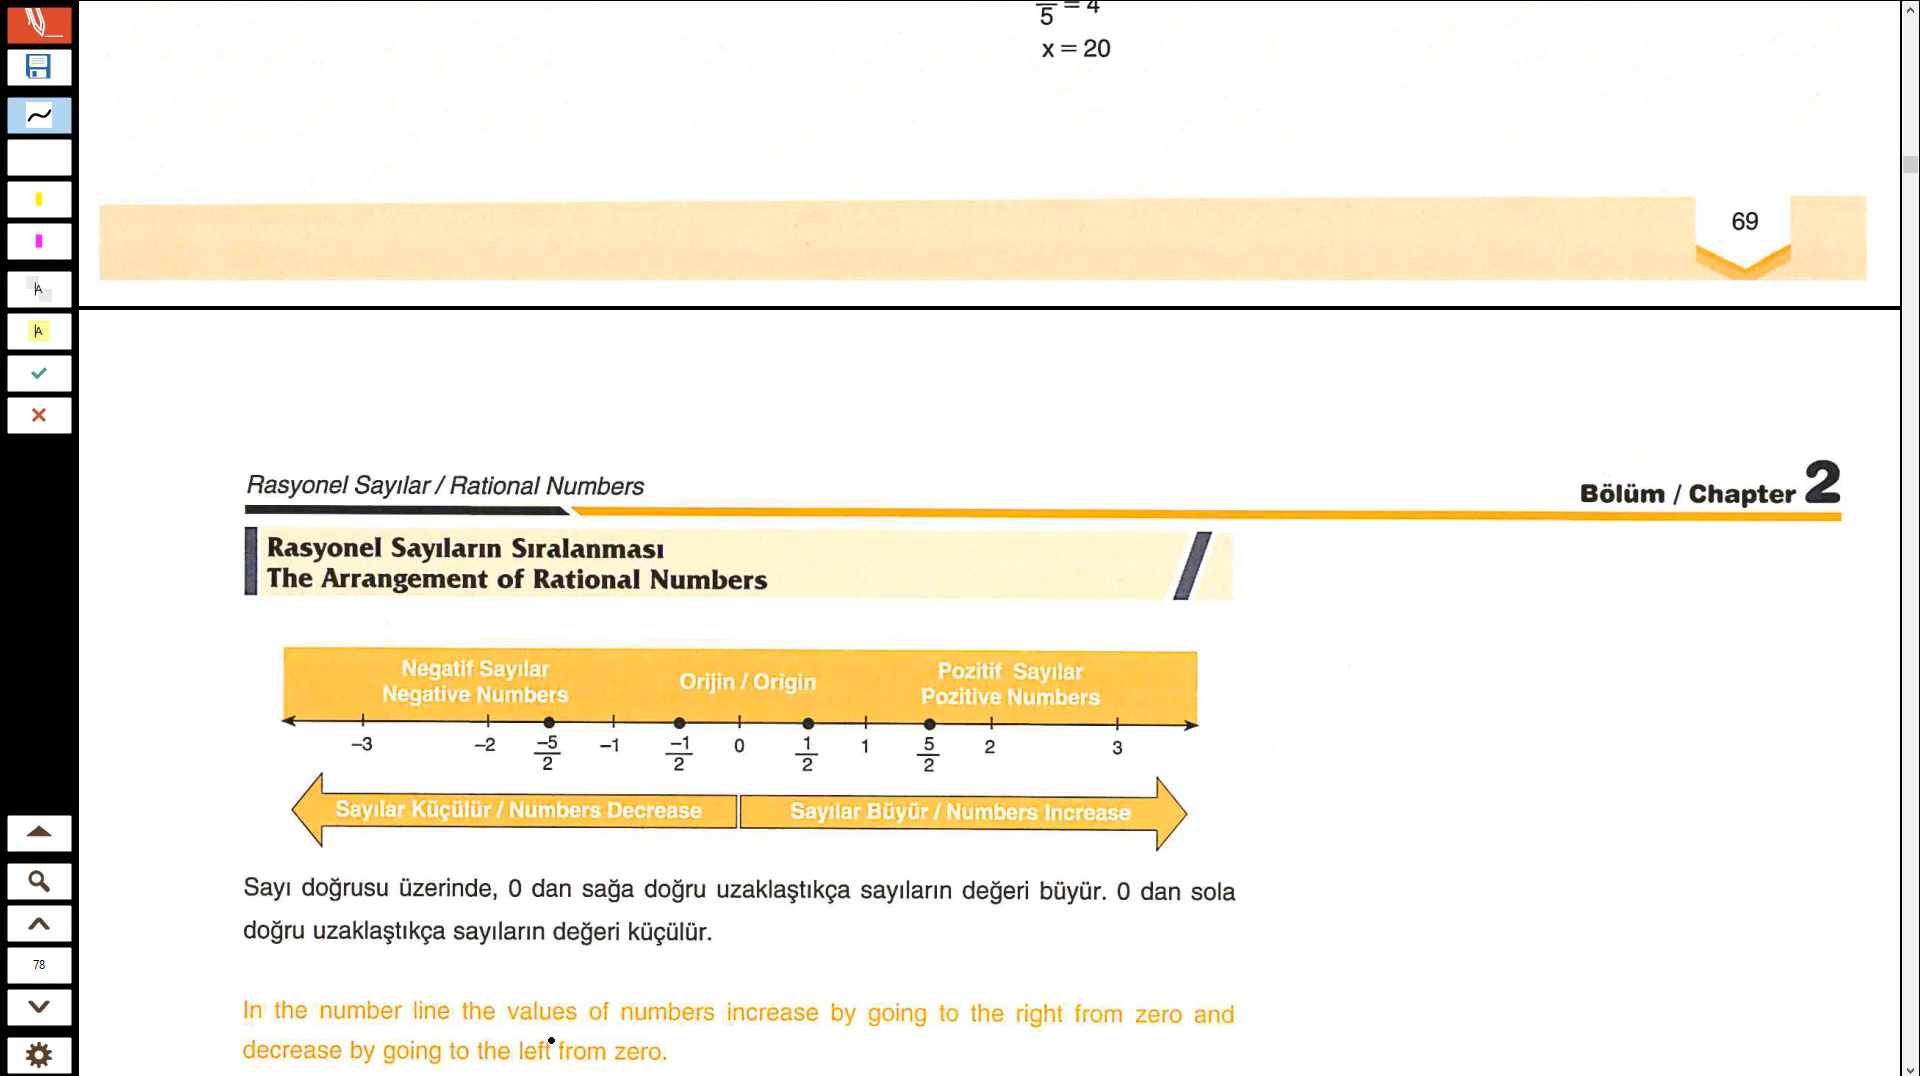 5 = 4
x = 20
69
Rasyonel Sayılar / Rational Numbers
Bölüm / Chapter 2
Rasyonel Sayıların Sıralanması
The Arrangement of Rational Numbers
Negatif Sayılar
Negative Numbers
Orijin / Origin
Pozitif Sayılar
Pozitive Numbers
–3 –2 –5/2 –1 –1/2 0 1/2 1 5/2 2 3
Sayılar Küçülür / Numbers Decrease
Sayılar Büyür / Numbers Increase
Sayı doğrusu üzerinde, 0 dan sağa doğru uzaklaştıkça sayıların değeri büyür. 0 dan sola
doğru uzaklaştıkça sayıların değeri küçülür.
In the number line the values of numbers increase by going to the right from zero and
decrease by going to the left from zero.
A
A
78